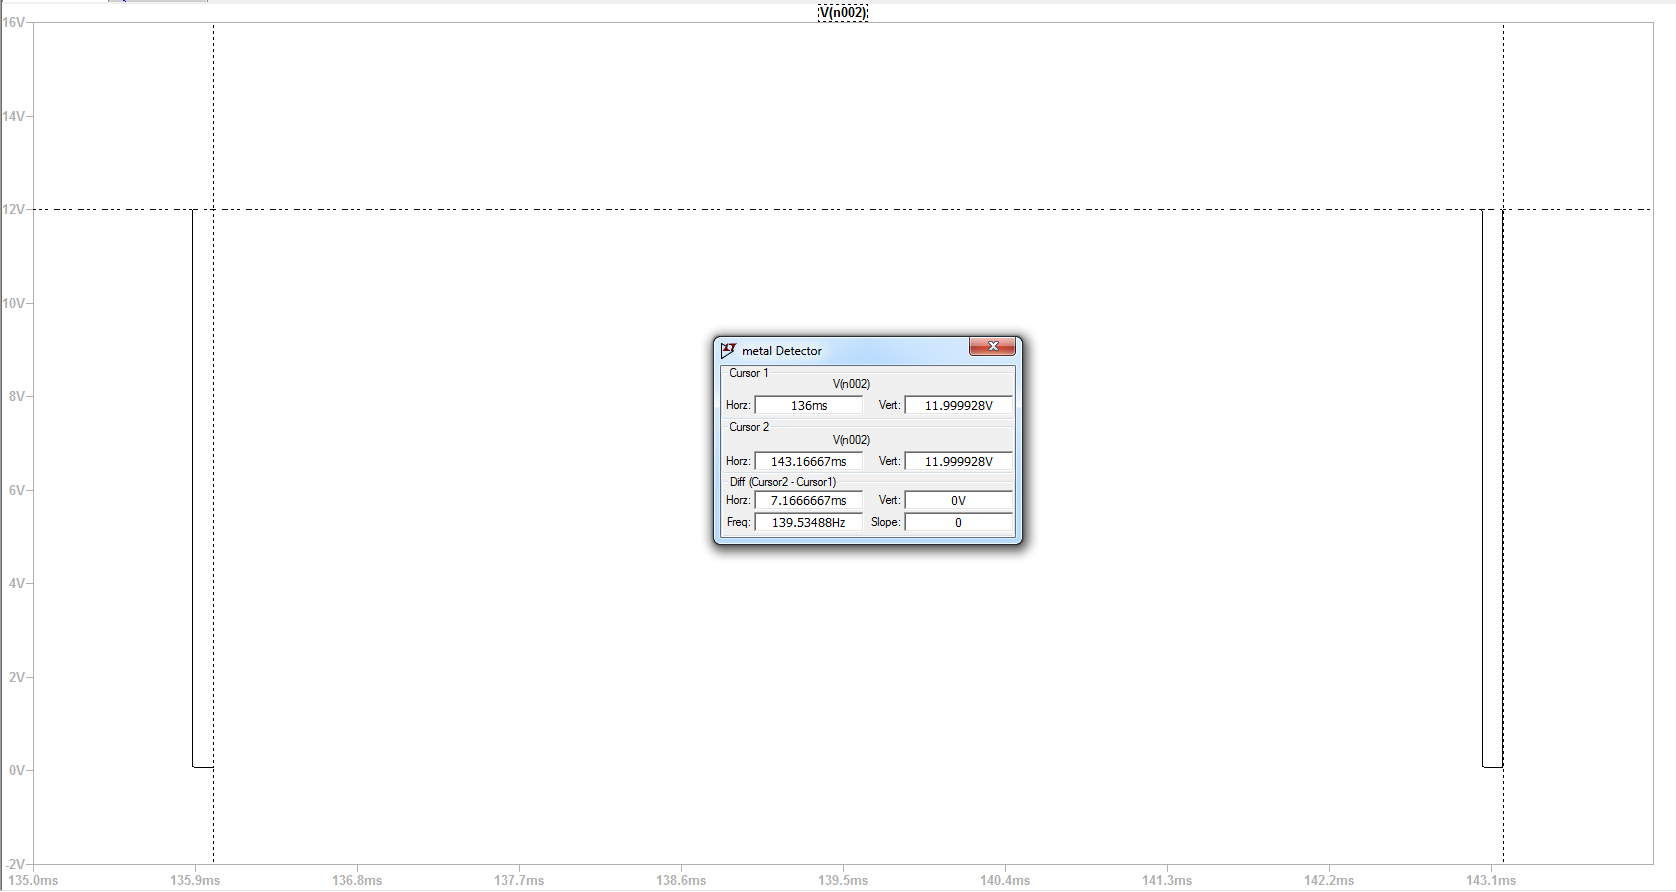 V(n002)
16V
14V
12V
10V
8V
6V
4V
2V
0V
-2V
metal Detector
Cursor 1
V(n002)
Horz: 136ms Vert: 11.999928V
Cursor 2
V(n002)
Horz: 143.16667ms Vert: 11.999928V
Diff (Cursor2 - Cursor1)
Horz: 7.1666667ms Vert: 0V
Freq: 139.53488Hz Slope: 0
135.0ms 135.9ms 136.8ms 137.7ms 138.6ms 139.5ms 140.4ms 141.3ms 142.2ms 143.1ms